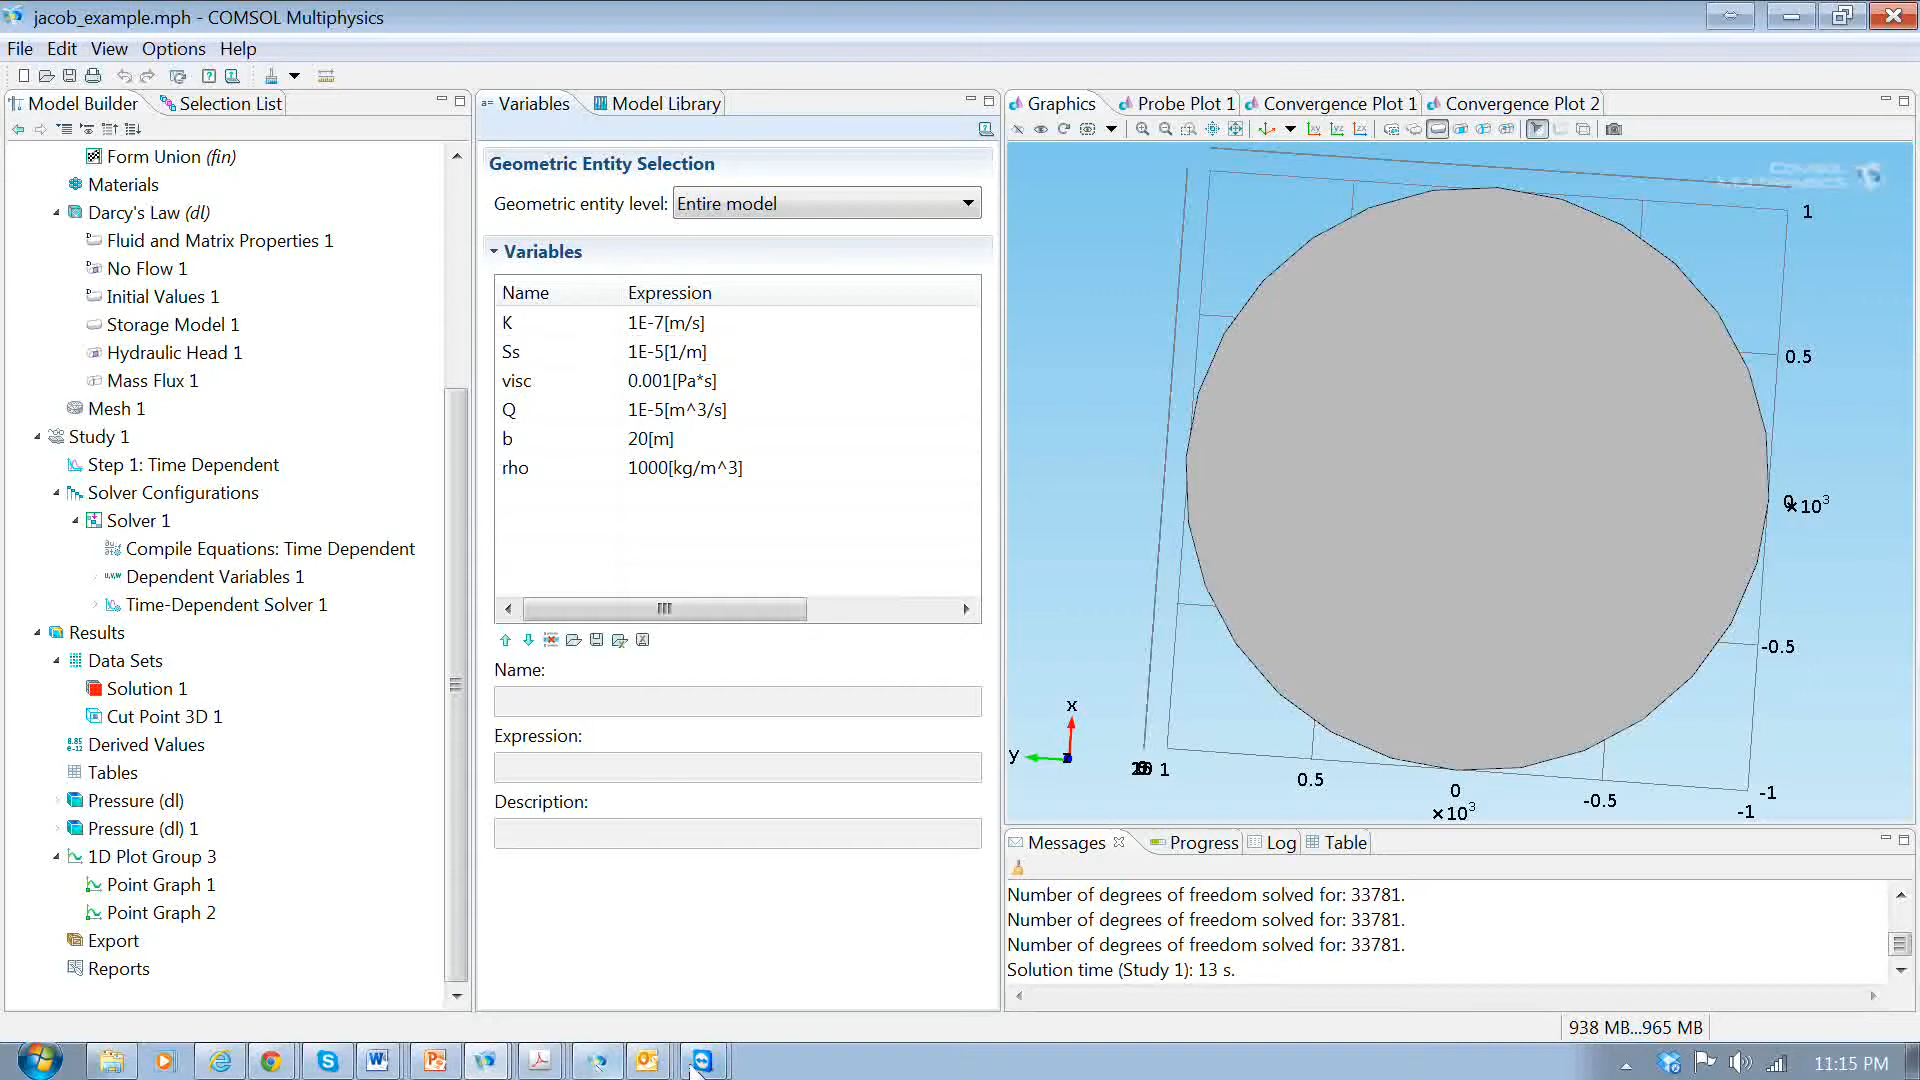 jacob_example.mph - COMSOL Multiphysics
File Edit View Options Help
Model Builder Selection List
Form Union (fin)
Materials
Darcy's Law (dl)
Fluid and Matrix Properties 1
No Flow 1
Initial Values 1
Storage Model 1
Hydraulic Head 1
Mass Flux 1
Mesh 1
Study 1
Step 1: Time Dependent
Solver Configurations
Solver 1
Compile Equations: Time Dependent
Dependent Variables 1
Time-Dependent Solver 1
Results
Data Sets
Solution 1
Cut Point 3D 1
Derived Values
Tables
Pressure (dl)
Pressure (dl) 1
1D Plot Group 3
Point Graph 1
Point Graph 2
Export
Reports
Variables Model Library
Geometric Entity Selection
Geometric entity level: Entire model
Variables
Name Expression
K 1E-7[m/s]
Ss 1E-5[1/m]
visc 0.001[Pa*s]
Q 1E-5[m^3/s]
b 20[m]
rho 1000[kg/m^3]
Name:
Expression:
Description:
Graphics Probe Plot 1 Convergence Plot 1 Convergence Plot 2
COMSOL
1
0.5
0
×10³
-0.5
-1
x
y
1
0.5
0
×10³
-0.5
-1
Messages Progress Log Table
Number of degrees of freedom solved for: 33781.
Number of degrees of freedom solved for: 33781.
Number of degrees of freedom solved for: 33781.
Solution time (Study 1): 13 s.
938 MB...965 MB
11:15 PM